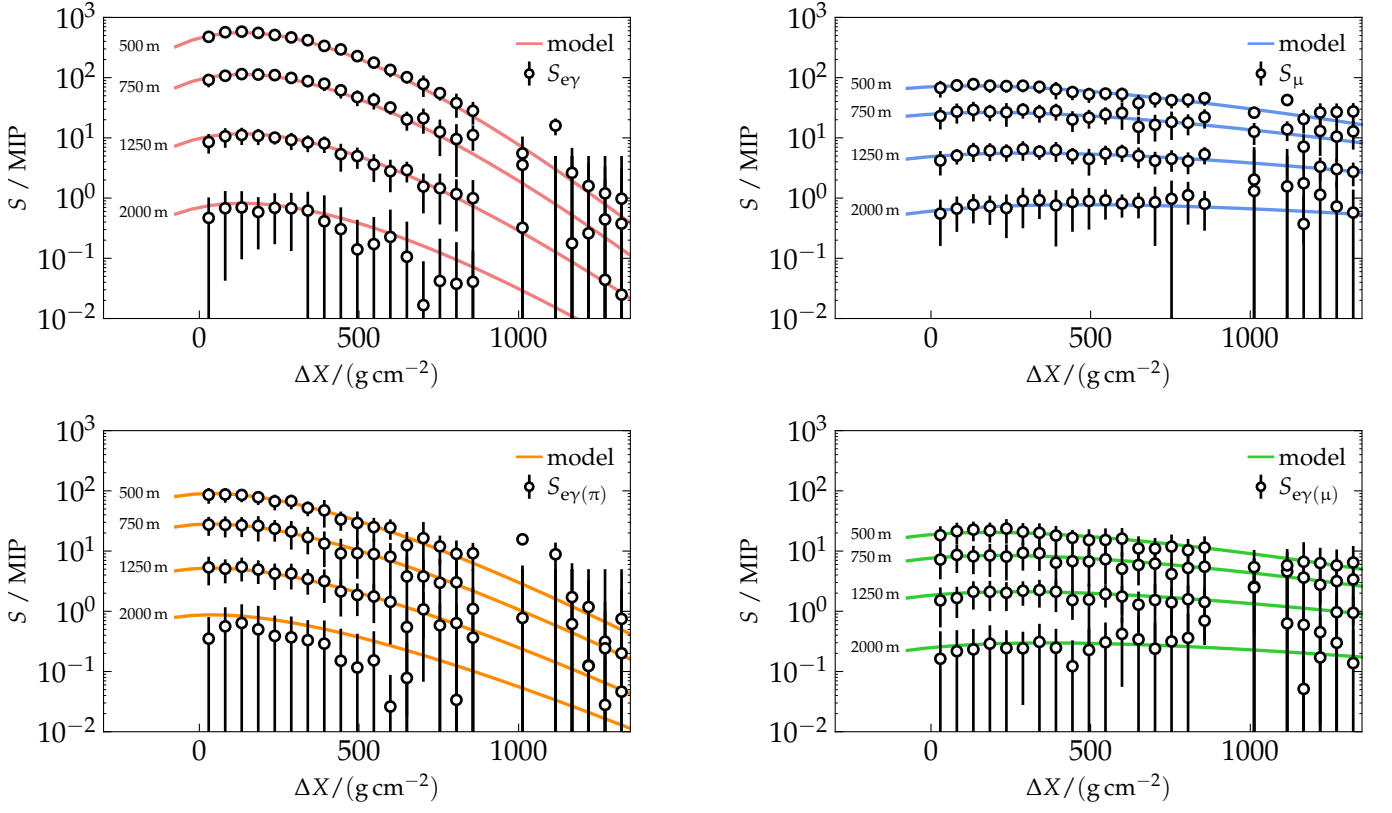 10³
10²
10¹
10⁰
10⁻¹
10⁻²
S / MIP
500 m
750 m
1250 m
2000 m
model
S_eγ
0
500
1000
ΔX/(g cm⁻²)
10³
10²
10¹
10⁰
10⁻¹
10⁻²
S / MIP
500 m
750 m
1250 m
2000 m
model
S_μ
0
500
1000
ΔX/(g cm⁻²)
10³
10²
10¹
10⁰
10⁻¹
10⁻²
S / MIP
500 m
750 m
1250 m
2000 m
model
S_eγ(π)
0
500
1000
ΔX/(g cm⁻²)
10³
10²
10¹
10⁰
10⁻¹
10⁻²
S / MIP
500 m
750 m
1250 m
2000 m
model
S_eγ(μ)
0
500
1000
ΔX/(g cm⁻²)